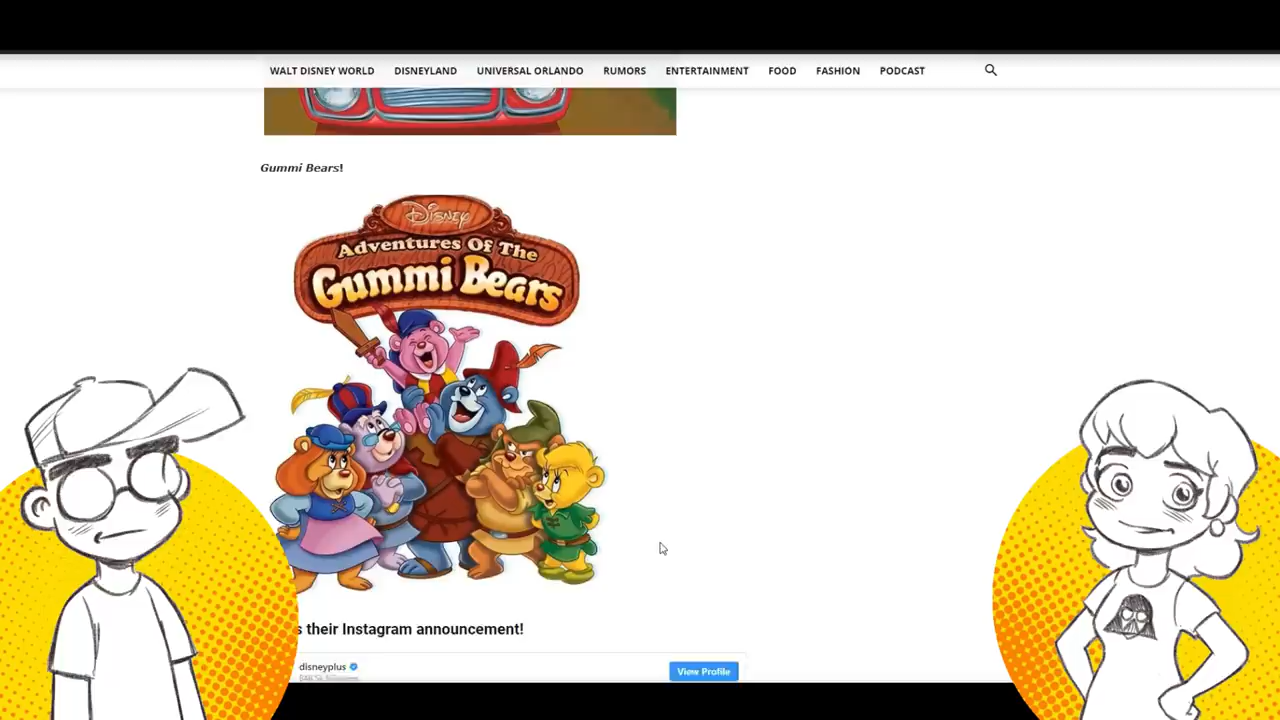 WALT DISNEY WORLD DISNEYLAND UNIVERSAL ORLANDO RUMORS ENTERTAINMENT FOOD FASHION PODCAST
Gummi Bears!
Disney
Adventures Of The
Gummi Bears
s their Instagram announcement!
disneyplus
View Profile